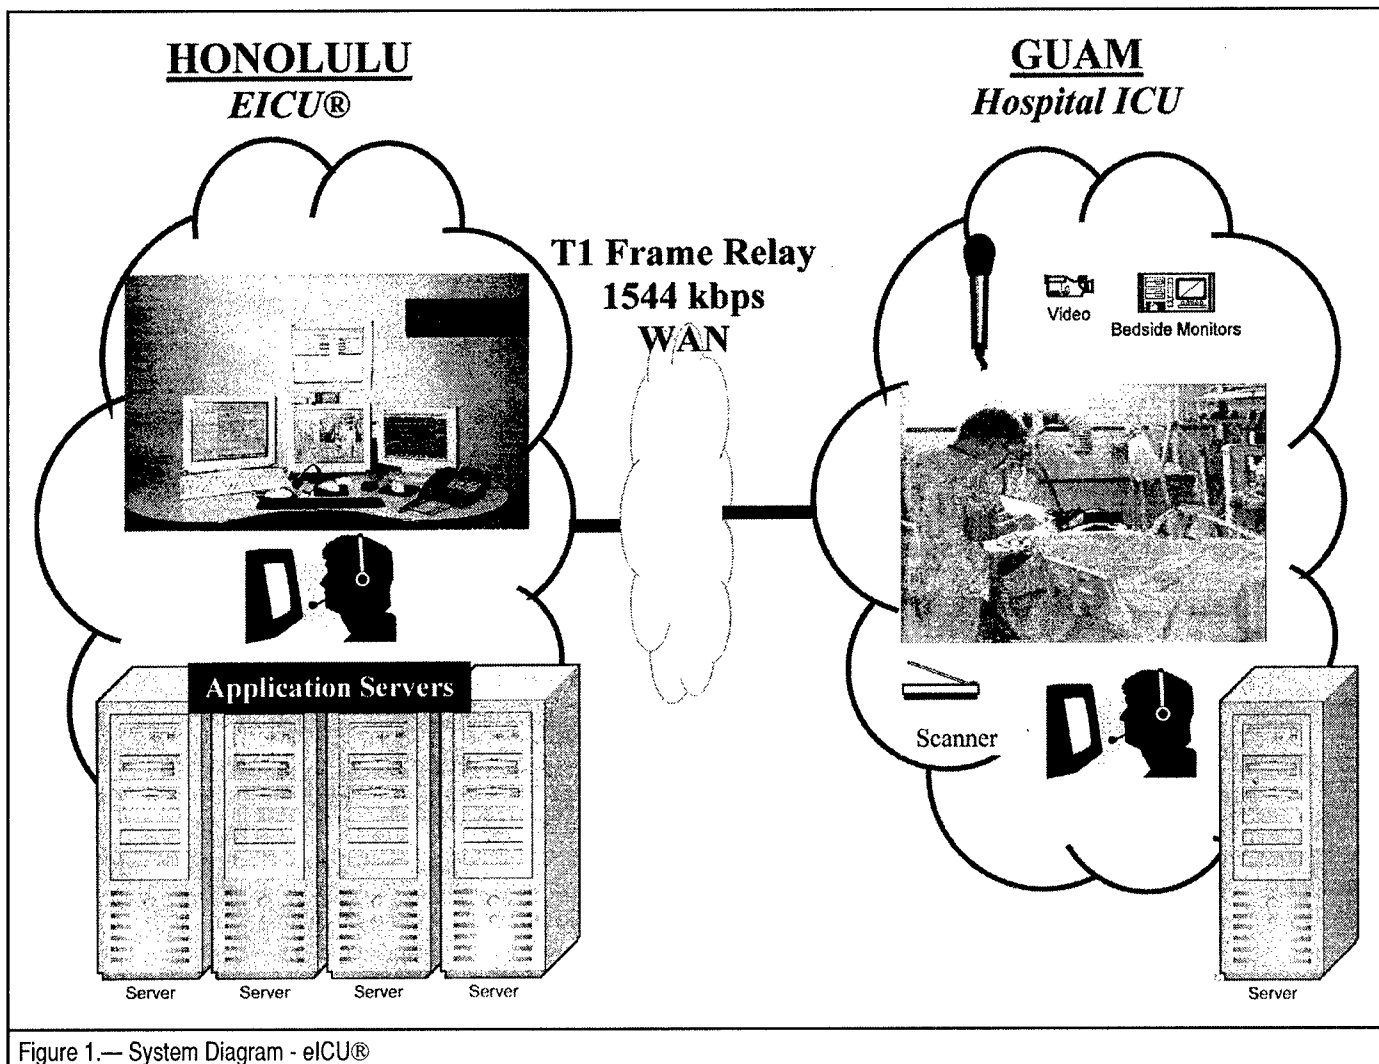 HONOLULU
EICU®
GUAM
Hospital ICU
T1 Frame Relay
1544 kbps
WAN
Video
Bedside Monitors
Application Servers
Scanner
Server
Server
Server
Server
Server
Figure 1.— System Diagram - eICU®